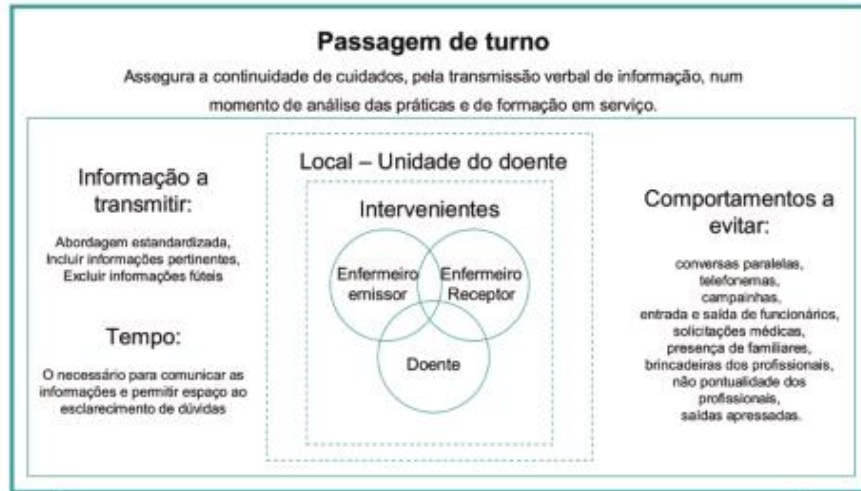 Passagem de turno
Assegura a continuidade de cuidados, pela transmissão verbal de informação, num
momento de análise das práticas e de formação em serviço.
Informação a
transmitir:
Abordagem estandardizada,
Incluir informações pertinentes,
Excluir informações fúteis
Tempo:
O necessário para comunicar as
informações e permitir espaço ao
esclarecimento de dúvidas
Local – Unidade do doente
Intervenientes
Enfermeiro
emissor
Enfermeiro
Receptor
Doente
Comportamentos a
evitar:
conversas paralelas,
telefonemas,
campainhas,
entrada e saída de funcionários,
solicitações médicas,
presença de familiares,
brincadeiras dos profissionais,
não pontualidade dos
profissionais,
saídas apressadas.